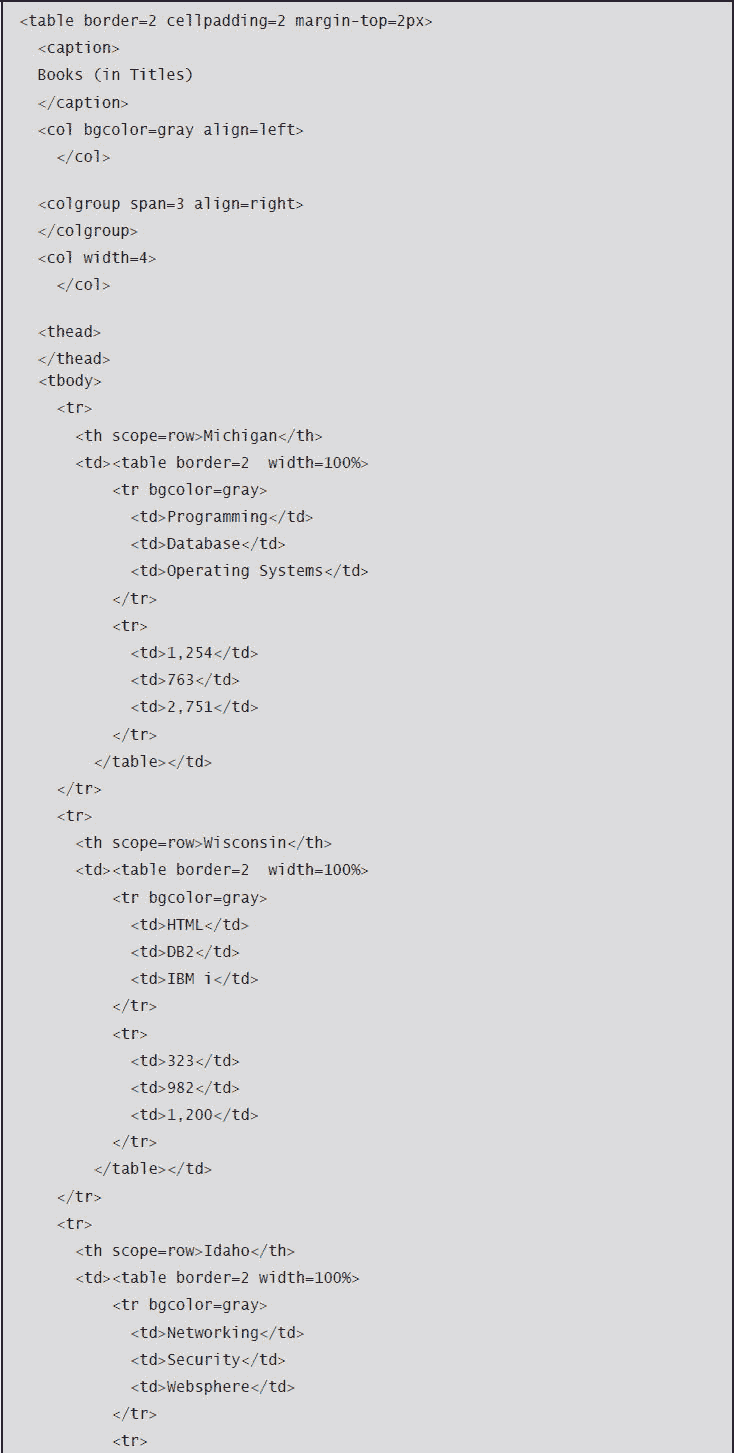 <table border=2 cellpadding=2 margin-top=2px>
<caption>
Books (in Titles)
</caption>
<col bgcolor=gray align=left>
</col>
<colgroup span=3 align=right>
</colgroup>
<col width=4>
</col>
<thead>
</thead>
<tbody>
<tr>
<th scope=row>Michigan</th>
<td><table border=2  width=100%>
<tr bgcolor=gray>
<td>Programming</td>
<td>Database</td>
<td>Operating Systems</td>
</tr>
<tr>
<td>1,254</td>
<td>763</td>
<td>2,751</td>
</tr>
</table></td>
</tr>
<tr>
<th scope=row>Wisconsin</th>
<td><table border=2  width=100%>
<tr bgcolor=gray>
<td>HTML</td>
<td>DB2</td>
<td>IBM i</td>
</tr>
<tr>
<td>323</td>
<td>982</td>
<td>1,200</td>
</tr>
</table></td>
</tr>
<tr>
<th scope=row>Idaho</th>
<td><table border=2 width=100%>
<tr bgcolor=gray>
<td>Networking</td>
<td>Security</td>
<td>Websphere</td>
</tr>
<tr>